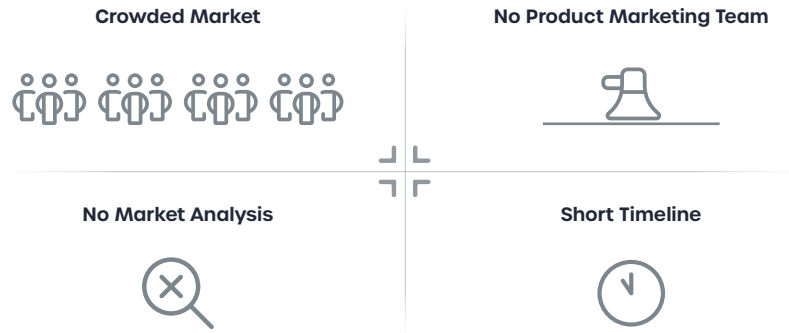 Crowded Market
No Product Marketing Team
No Market Analysis
Short Timeline